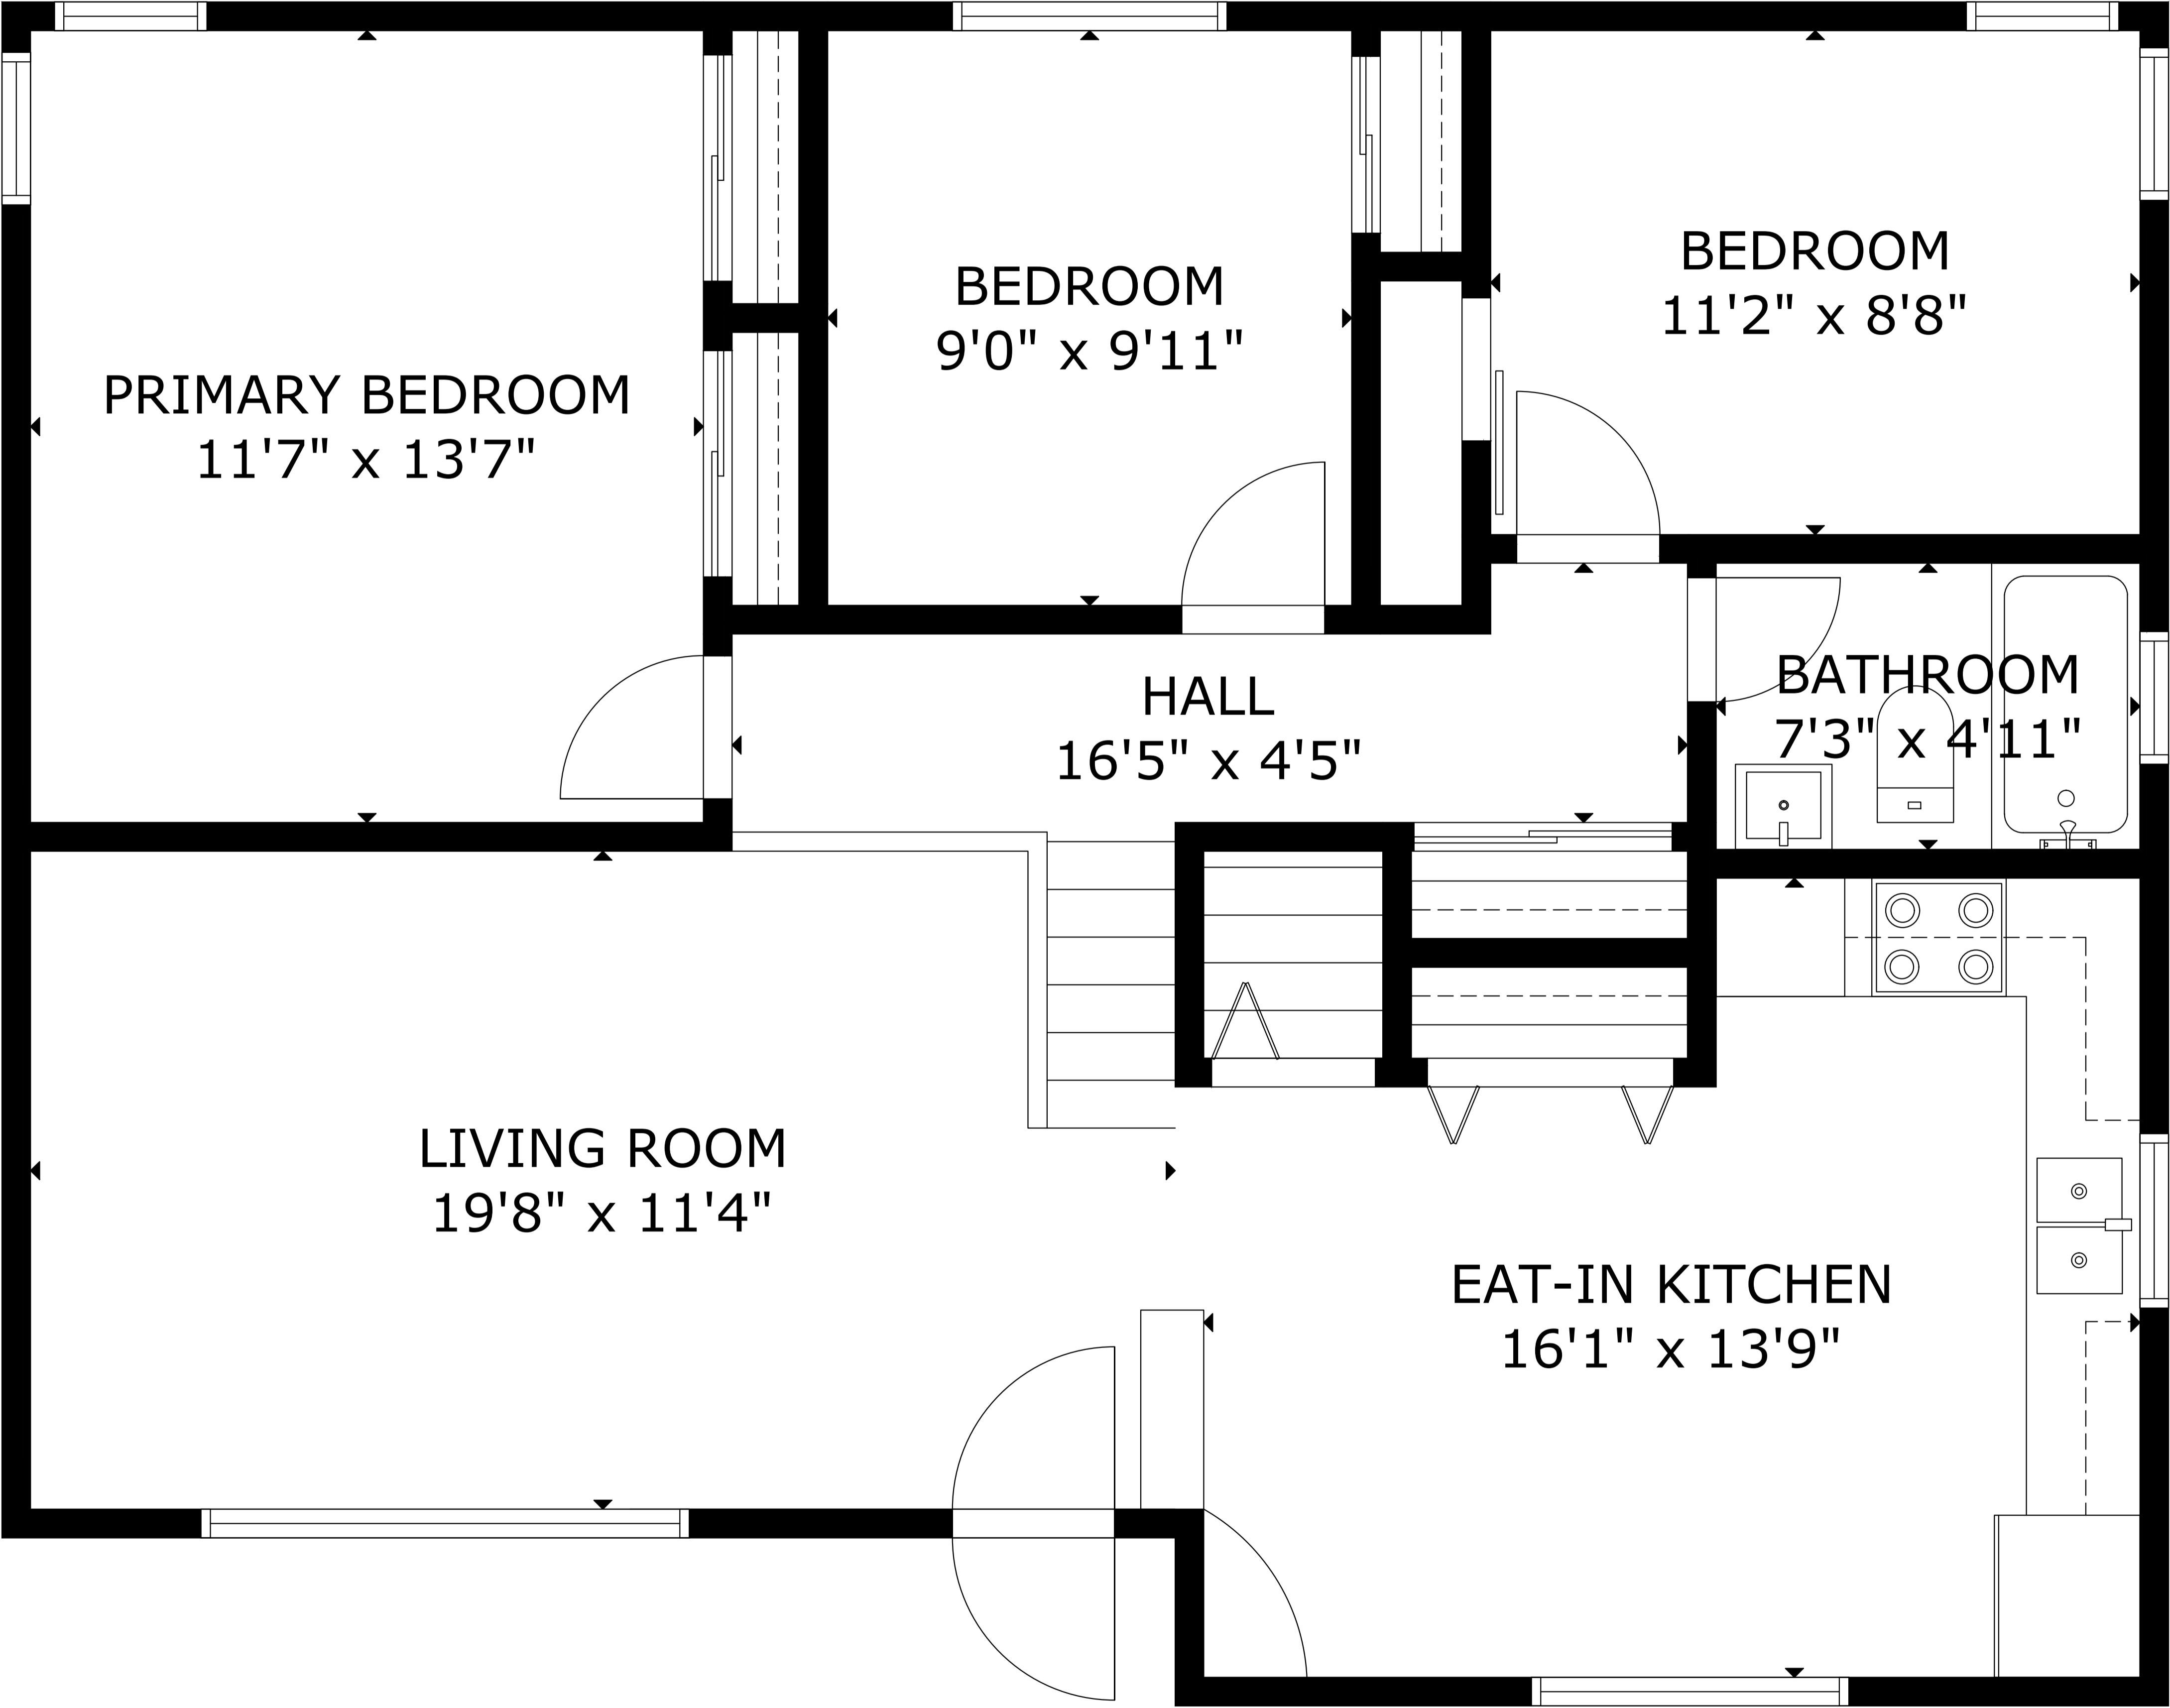 PRIMARY BEDROOM
11'7" x 13'7"
BEDROOM
9'0" x 9'11"
BEDROOM
11'2" x 8'8"
HALL
16'5" x 4'5"
BATHROOM
7'3" x 4'11"
LIVING ROOM
19'8" x 11'4"
EAT-IN KITCHEN
16'1" x 13'9"